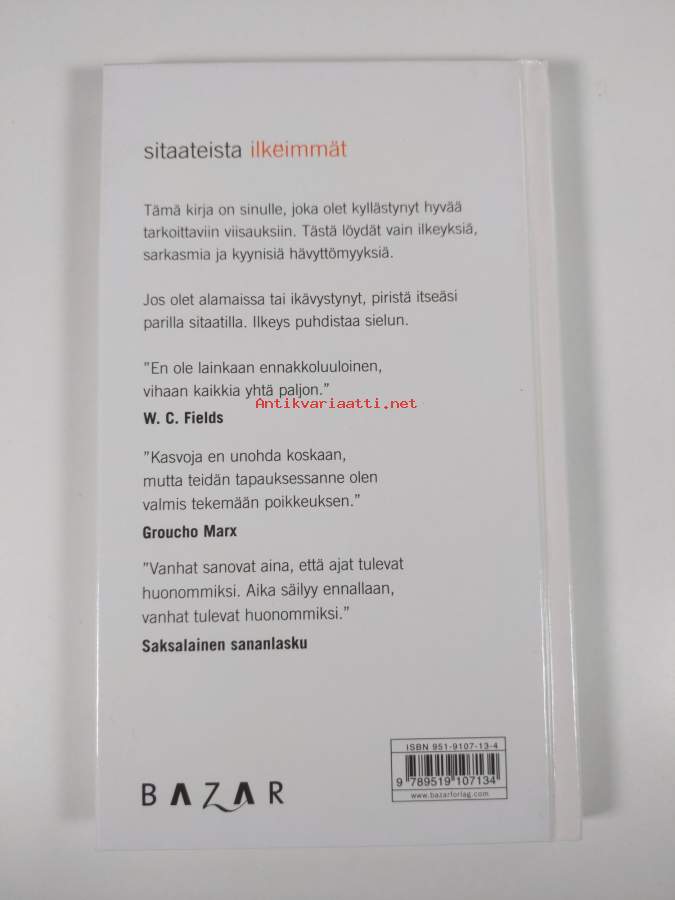 sitaateista ilkeimmät
Tämä kirja on sinulle, joka olet kyllästynyt hyvää
tarkoittaviin viisauksiin. Tästä löydät vain ilkeyksiä,
sarkasmia ja kyynisiä hävyttömyyksiä.
Jos olet alamaissa tai ikävystynyt, piristä itseäsi
parilla sitaatilla. Ilkeys puhdistaa sielun.
"En ole lainkaan ennakkoluuloinen,
vihaan kaikkia yhtä paljon."
Antikvariaatti.net
W. C. Fields
"Kasvoja en unohda koskaan,
mutta teidän tapauksessanne olen
valmis tekemään poikkeuksen."
Groucho Marx
"Vanhat sanovat aina, että ajat tulevat
huonommiksi. Aika säilyy ennallaan,
vanhat tulevat huonommiksi."
Saksalainen sananlasku
ISBN 951-9107-13-4
9 789519 107134
www.bazarforlag.com
BAZAR